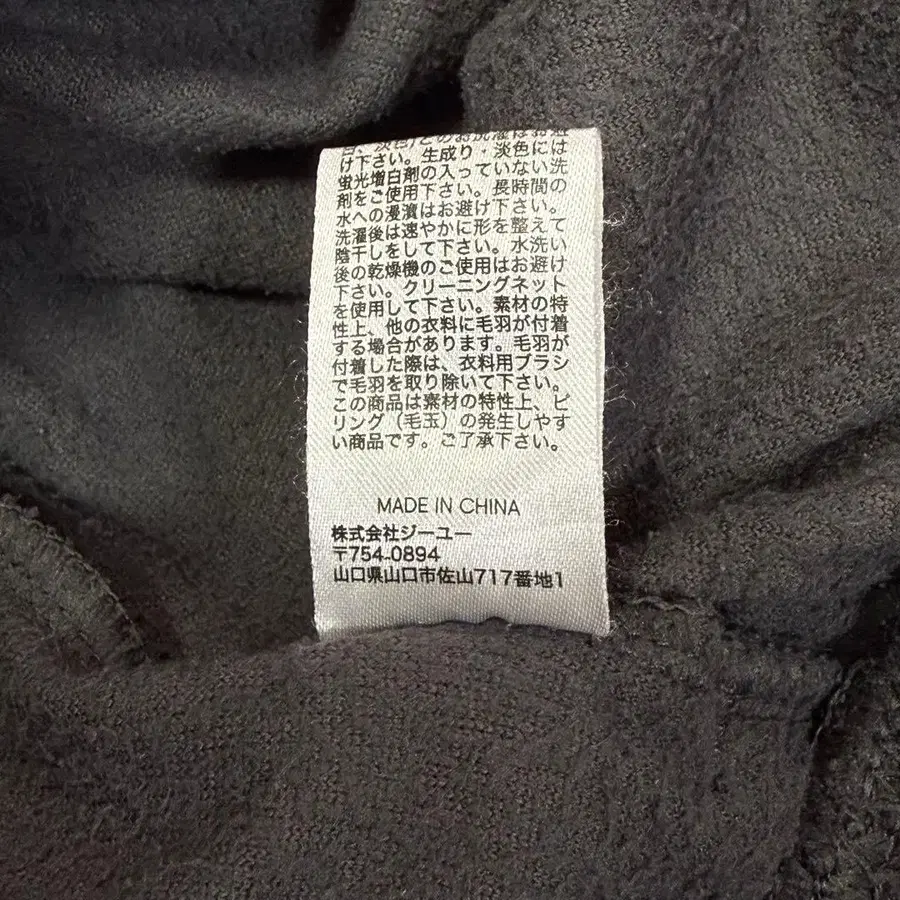 白、淡色)とのお洗濯はお避
け下さい。生成り・淡色には
蛍光増白剤の入っていない洗
剤をご使用下さい。長時間の
水への浸漬はお避け下さい。
洗濯後は速やかに形を整えて
陰干しをして下さい。水洗い
後の乾燥機のご使用はお避け
下さい。クリーニングネット
を使用して下さい。素材の特
性上、他の衣料に毛羽が付着
する場合があります。毛羽が
付着した際は、衣料用ブラシ
で毛羽を取り除いて下さい。
この商品は素材の特性上、ピ
リング（毛玉）の発生しやす
い商品です。ご了承下さい。
MADE IN CHINA
株式会社ジーユー
〒754-0894
山口県山口市佐山717番地1